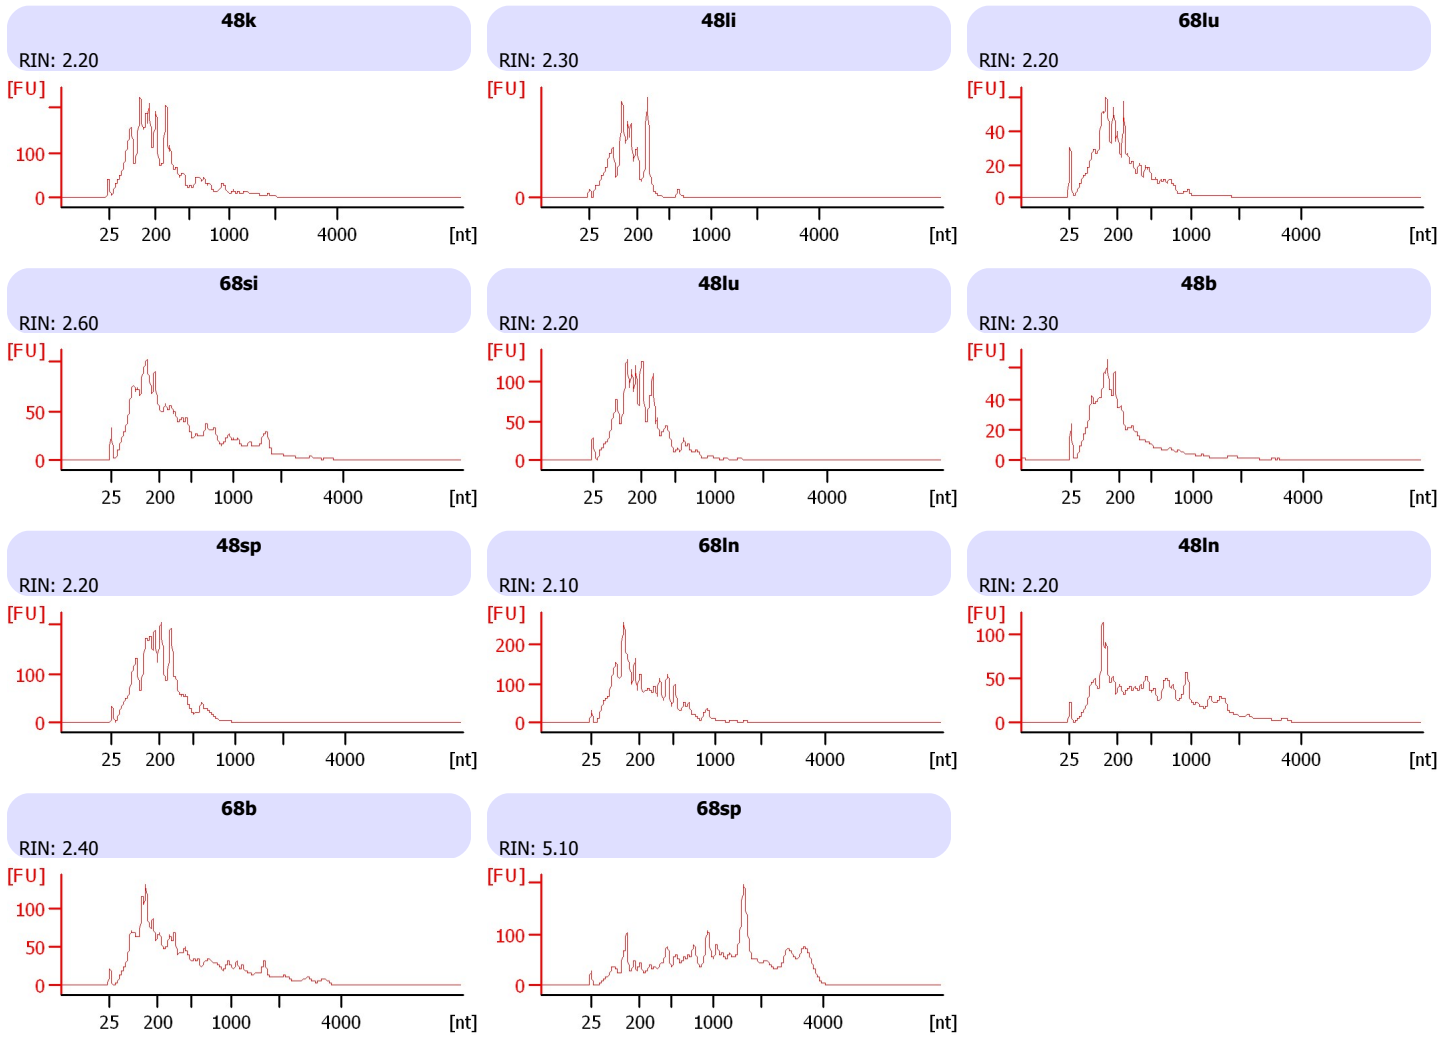 48k
RIN: 2.20
[FU]
100
0
25 200 1000 4000 [nt]
48li
RIN: 2.30
[FU]
0
25 200 1000 4000 [nt]
68lu
RIN: 2.20
[FU]
40
20
0
25 200 1000 4000 [nt]
68si
RIN: 2.60
[FU]
50
0
25 200 1000 4000 [nt]
48lu
RIN: 2.20
[FU]
100
50
0
25 200 1000 4000 [nt]
48b
RIN: 2.30
[FU]
40
20
0
25 200 1000 4000 [nt]
48sp
RIN: 2.20
[FU]
100
0
25 200 1000 4000 [nt]
68ln
RIN: 2.10
[FU]
200
100
0
25 200 1000 4000 [nt]
48ln
RIN: 2.20
[FU]
100
50
0
25 200 1000 4000 [nt]
68b
RIN: 2.40
[FU]
100
50
0
25 200 1000 4000 [nt]
68sp
RIN: 5.10
[FU]
100
0
25 200 1000 4000 [nt]